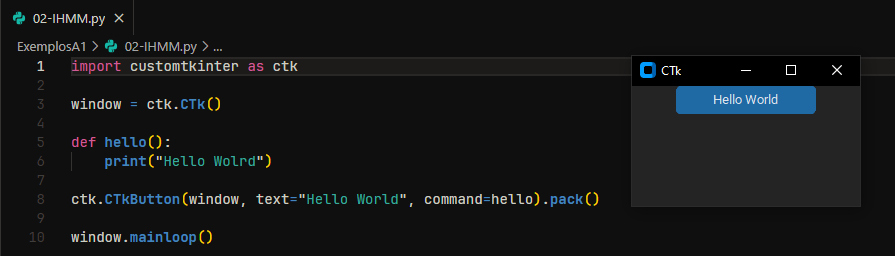 02-IHMM.py
ExemplosA1 > 02-IHMM.py > ...
1 import customtkinter as ctk
2
3 window = ctk.CTk()
4
5 def hello():
6 print("Hello Wolrd")
7
8 ctk.CTkButton(window, text="Hello World", command=hello).pack()
9
10 window.mainloop()
CTk
Hello World